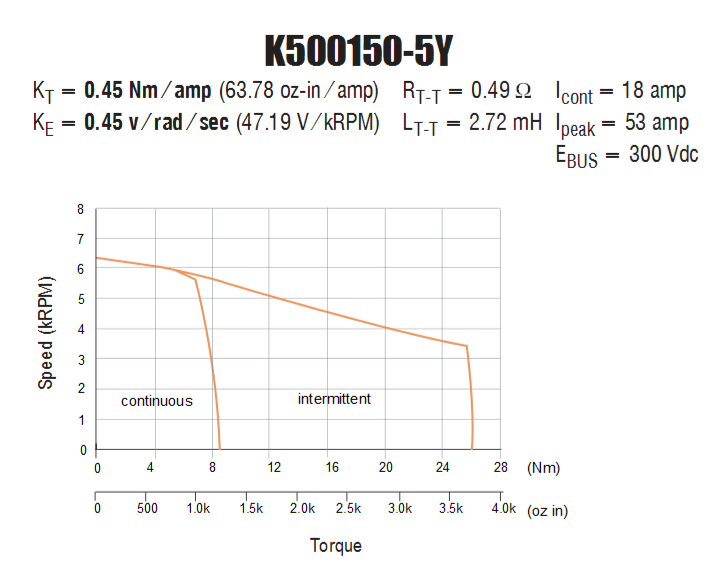 K500150-5Y
KT = 0.45 Nm/amp (63.78 oz-in/amp) RT-T = 0.49 Ω Icont = 18 amp
KE = 0.45 v/rad/sec (47.19 V/kRPM) LT-T = 2.72 mH Ipeak = 53 amp
EBUS = 300 Vdc
8
7
6
5
4
3
2
1
0
Speed (kRPM)
continuous
intermittent
0 4 8 12 16 20 24 28 (Nm)
0 500 1.0k 1.5k 2.0k 2.5k 3.0k 3.5k 4.0k (oz in)
Torque